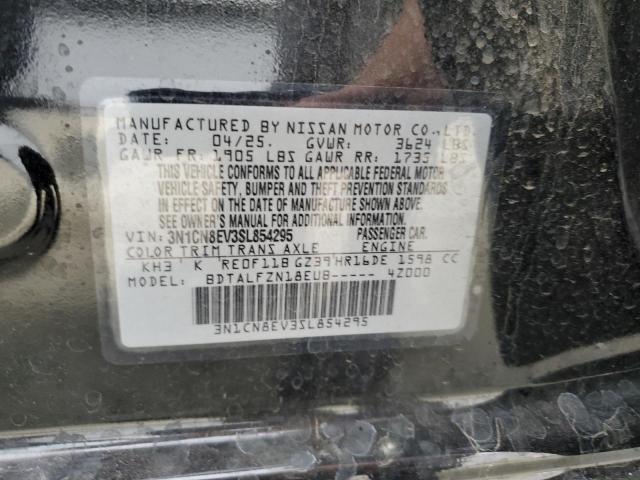 MANUFACTURED BY NISSAN MOTOR CO., LTD.
DATE: 04/25. GVWR: 3624 LBS
GAWR FR: 1905 LBS GAWR RR: 1735 LBS
THIS VEHICLE CONFORMS TO ALL APPLICABLE FEDERAL MOTOR
VEHICLE SAFETY, BUMPER AND THEFT PREVENTION STANDARDS
IN EFFECT ON THE DATE OF MANUFACTURE SHOWN ABOVE.
SEE OWNER'S MANUAL FOR ADDITIONAL INFORMATION.
VIN: 3N1CN8EV3SL854295 PASSENGER CAR.
COLOR TRIM TRANS AXLE ENGINE
KH3 K RE0F11B GZ39 HR16DE 1598 CC
MODEL: BDTALFZN18EUB----- 4Z000
3N1CN8EV3SL854295